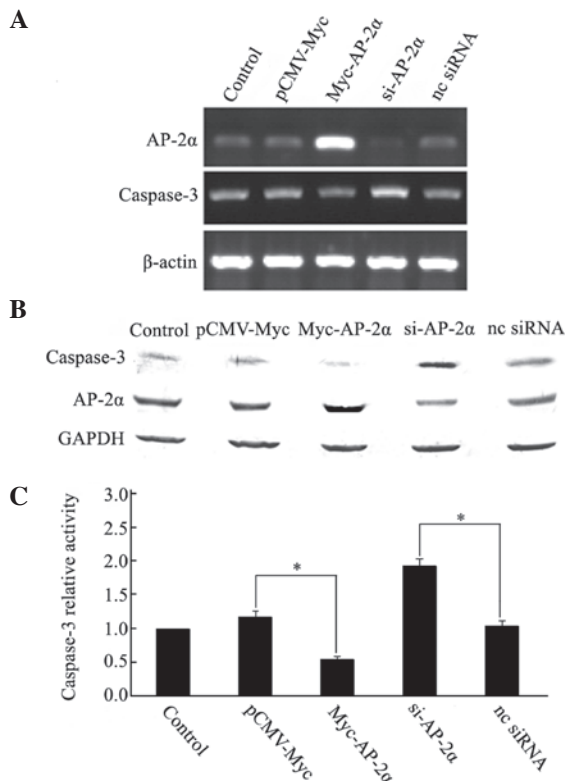 A
Control
pCMV-Myc
Myc-AP-2α
si-AP-2α
nc siRNA
AP-2α
Caspase-3
β-actin
B
Control pCMV-Myc Myc-AP-2α si-AP-2α nc siRNA
Caspase-3
AP-2α
GAPDH
C
Caspase-3 relative activity
3.0
2.5
2.0
1.5
1.0
0.5
0.0
*
*
Control
pCMV-Myc
Myc-AP-2α
si-AP-2α
nc siRNA